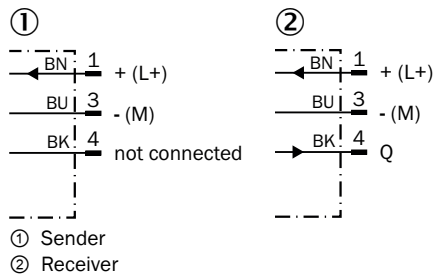 ① ②
BN 1 + (L+) BN 1 + (L+)
BU 3 - (M) BU 3 - (M)
BK 4 not connected BK 4 Q
① Sender
② Receiver